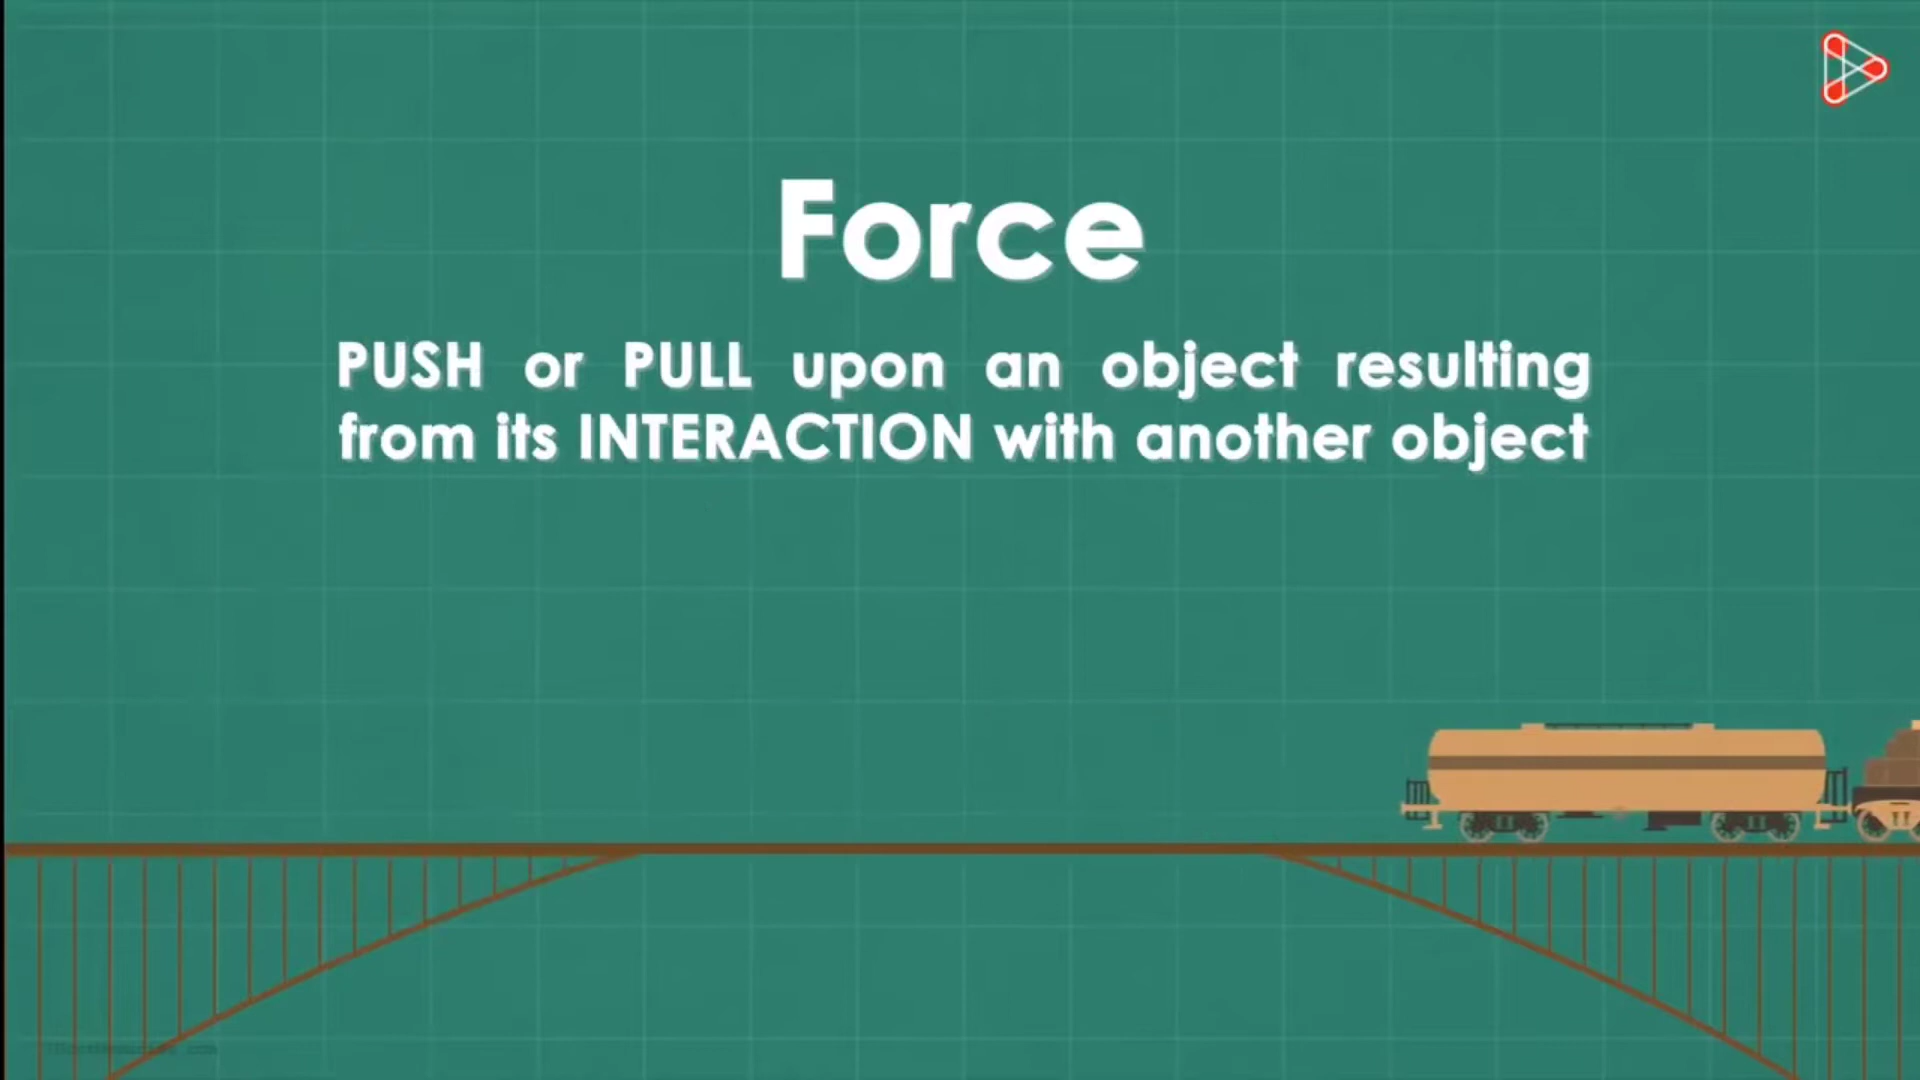 Force
PUSH or PULL upon an object resulting
from its INTERACTION with another object